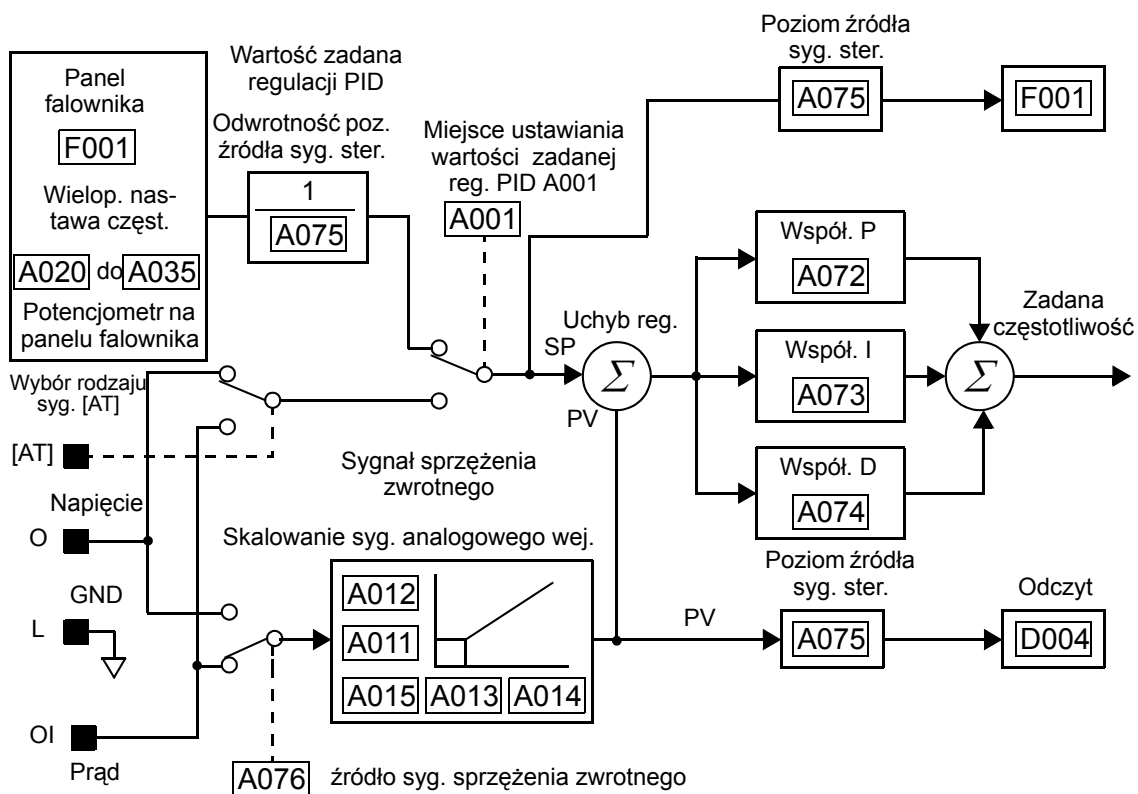 Panel
falownika
F001
Wielop. nas-
tawa częst.
A020 do A035
Potencjometr na
panelu falownika
Wartość zadana
regulacji PID
Odwrotność poz.
źródła syg. ster.
1
A075
Miejsce ustawiania
wartości zadanej
reg. PID A001
A001
Poziom źródła
syg. ster.
A075
F001
Wybór rodzaju
syg. [AT]
[AT]
Napięcie
O
GND
L
OI
Prąd
SP
Uchyb reg.
Σ
PV
Współ. P
A072
Współ. I
A073
Współ. D
A074
Zadana
częstotliwość
Σ
Sygnał sprzężenia
zwrotnego
Skalowanie syg. analogowego wej.
A012
A011
A015 A013 A014
A076 źródło syg. sprzężenia zwrotnego
PV
Poziom źródła
syg. ster.
A075
Odczyt
D004